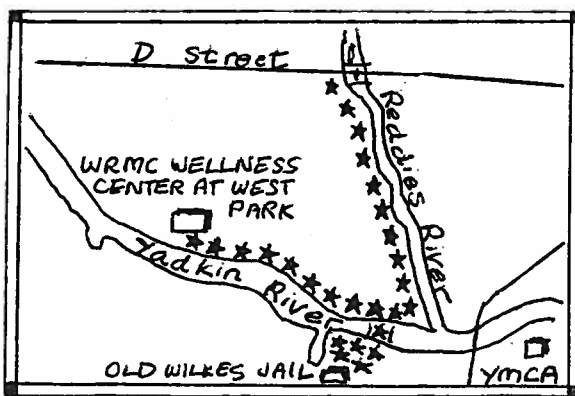 D Street
Reddies River
WRMC WELLNESS
CENTER AT WEST
PARK
Yadkin River
OLD WILKES JAIL
YMCA